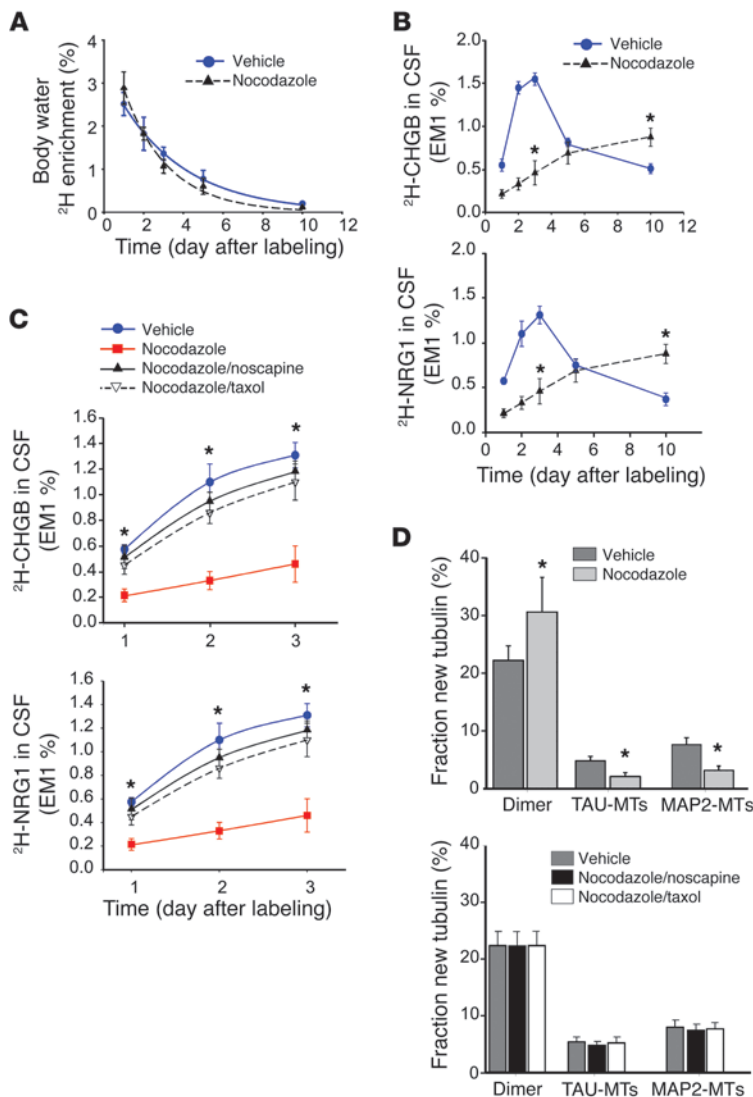 A
Vehicle
Nocodazole
Body water
²H enrichment (%)
4
3
2
1
0
0 2 4 6 8 10 12
Time (day after labeling)
B
Vehicle
Nocodazole
²H-CHGB in CSF
(EM1 %)
2.0
1.5
1.0
0.5
0.0
* *
0 2 4 6 8 10 12
²H-NRG1 in CSF
(EM1 %)
2.0
1.5
1.0
0.5
0.0
* *
0 2 4 6 8 10 12
Time (day after labeling)
C
Vehicle
Nocodazole
Nocodazole/noscapine
Nocodazole/taxol
²H-CHGB in CSF
(EM1 %)
1.6
1.4
1.2
1.0
0.8
0.6
0.4
0.2
0.0
* * *
1 2 3
²H-NRG1 in CSF
(EM1 %)
1.6
1.4
1.2
1.0
0.8
0.6
0.4
0.2
0
* * *
1 2 3
Time (day after labeling)
D
Vehicle
Nocodazole
Fraction new tubulin (%)
40
30
20
10
0
* * *
Dimer TAU-MTs MAP2-MTs
Vehicle
Nocodazole/noscapine
Nocodazole/taxol
Fraction new tubulin (%)
40
30
20
10
0
Dimer TAU-MTs MAP2-MTs